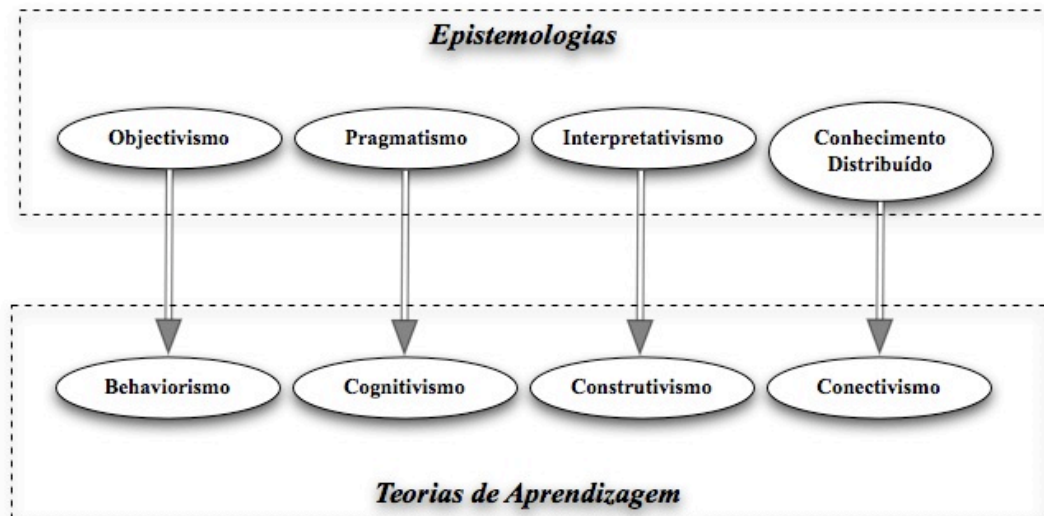 Epistemologias
Objectivismo
Pragmatismo
Interpretativismo
Conhecimento
Distribuído
Behaviorismo
Cognitivismo
Construtivismo
Conectivismo
Teorias de Aprendizagem